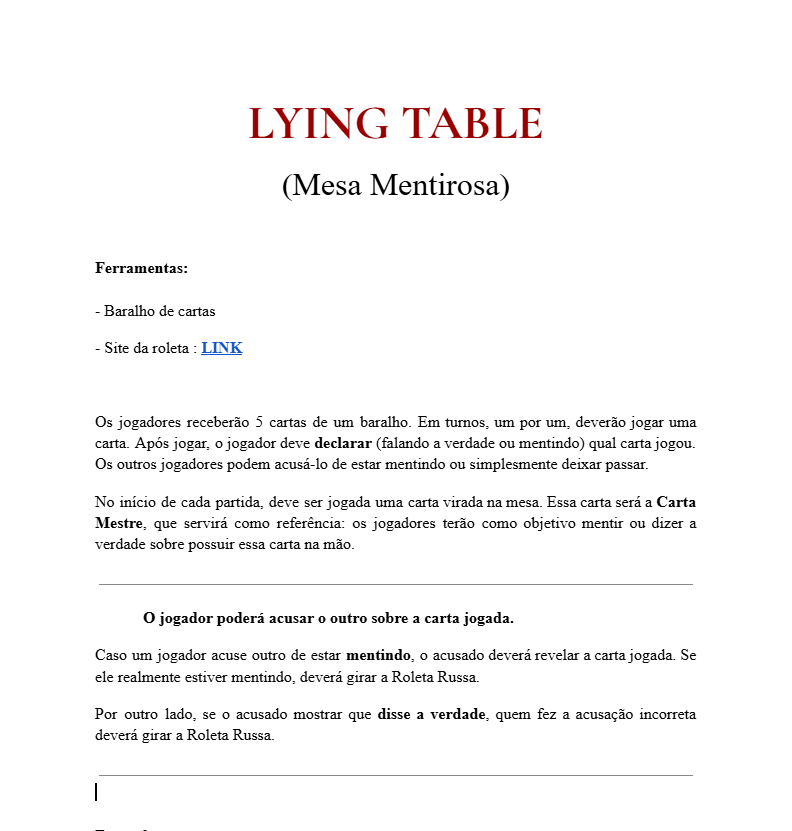 LYING TABLE
(Mesa Mentirosa)
Ferramentas:
- Baralho de cartas
- Site da roleta : LINK
Os jogadores receberão 5 cartas de um baralho. Em turnos, um por um, deverão jogar uma
carta. Após jogar, o jogador deve declarar (falando a verdade ou mentindo) qual carta jogou.
Os outros jogadores podem acusá-lo de estar mentindo ou simplesmente deixar passar.
No início de cada partida, deve ser jogada uma carta virada na mesa. Essa carta será a Carta
Mestre, que servirá como referência: os jogadores terão como objetivo mentir ou dizer a
verdade sobre possuir essa carta na mão.
O jogador poderá acusar o outro sobre a carta jogada.
Caso um jogador acuse outro de estar mentindo, o acusado deverá revelar a carta jogada. Se
ele realmente estiver mentindo, deverá girar a Roleta Russa.
Por outro lado, se o acusado mostrar que disse a verdade, quem fez a acusação incorreta
deverá girar a Roleta Russa.